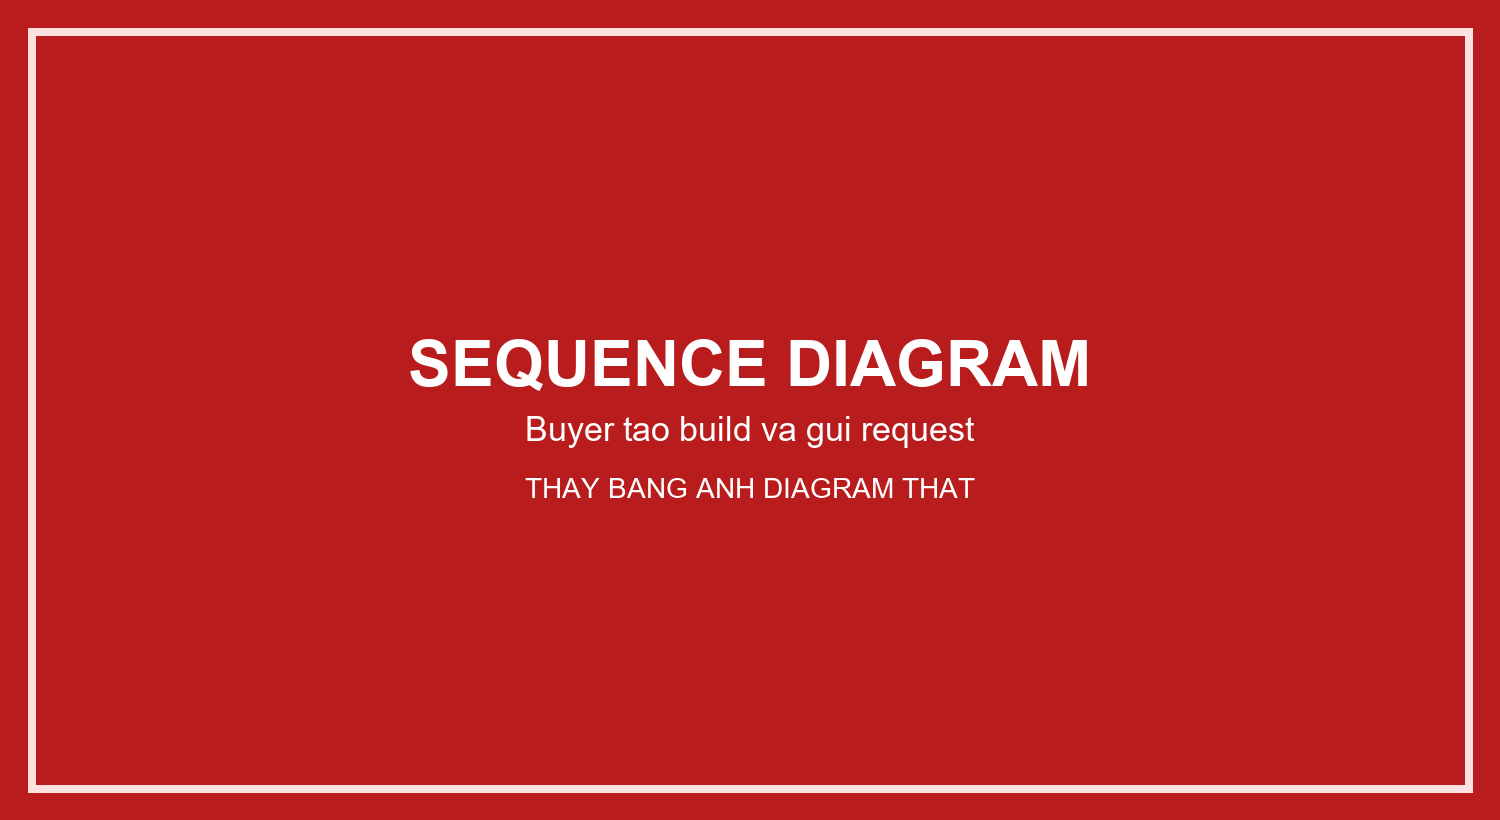 SEQUENCE DIAGRAM
Buyer tao build va gui request
THAY BANG ANH DIAGRAM THAT